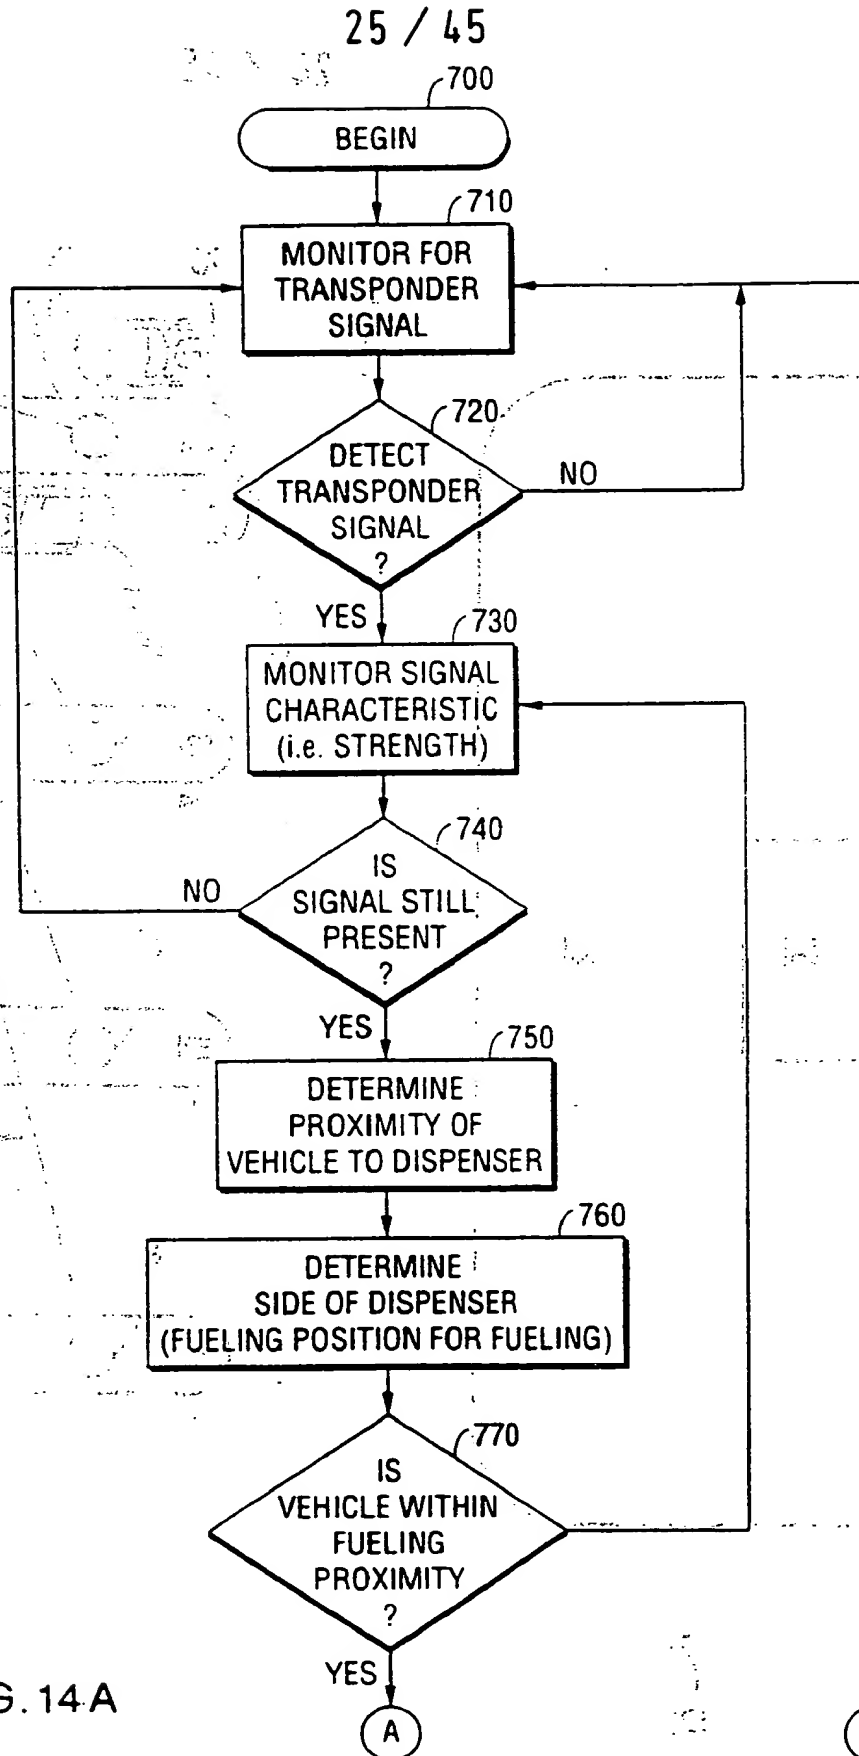 25 / 45
700
BEGIN
710
MONITOR FOR
TRANSPONDER
SIGNAL
720
DETECT
TRANSPONDER
SIGNAL
?
NO
YES
730
MONITOR SIGNAL
CHARACTERISTIC
(i.e. STRENGTH)
740
IS
SIGNAL STILL
PRESENT
?
NO
YES
750
DETERMINE
PROXIMITY OF
VEHICLE TO DISPENSER
760
DETERMINE
SIDE OF DISPENSER
(FUELING POSITION FOR FUELING)
770
IS
VEHICLE WITHIN
FUELING
PROXIMITY
?
YES
G. 14A
A